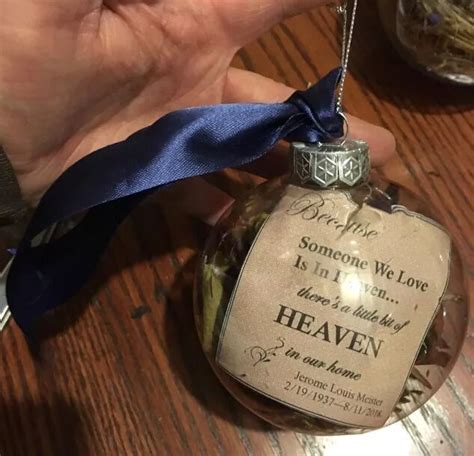 Because
Someone We Love
Is In Heaven...
there's a little bit of
HEAVEN
in our home
Jerome Louis Meister
2/19/1937—8/11/2016